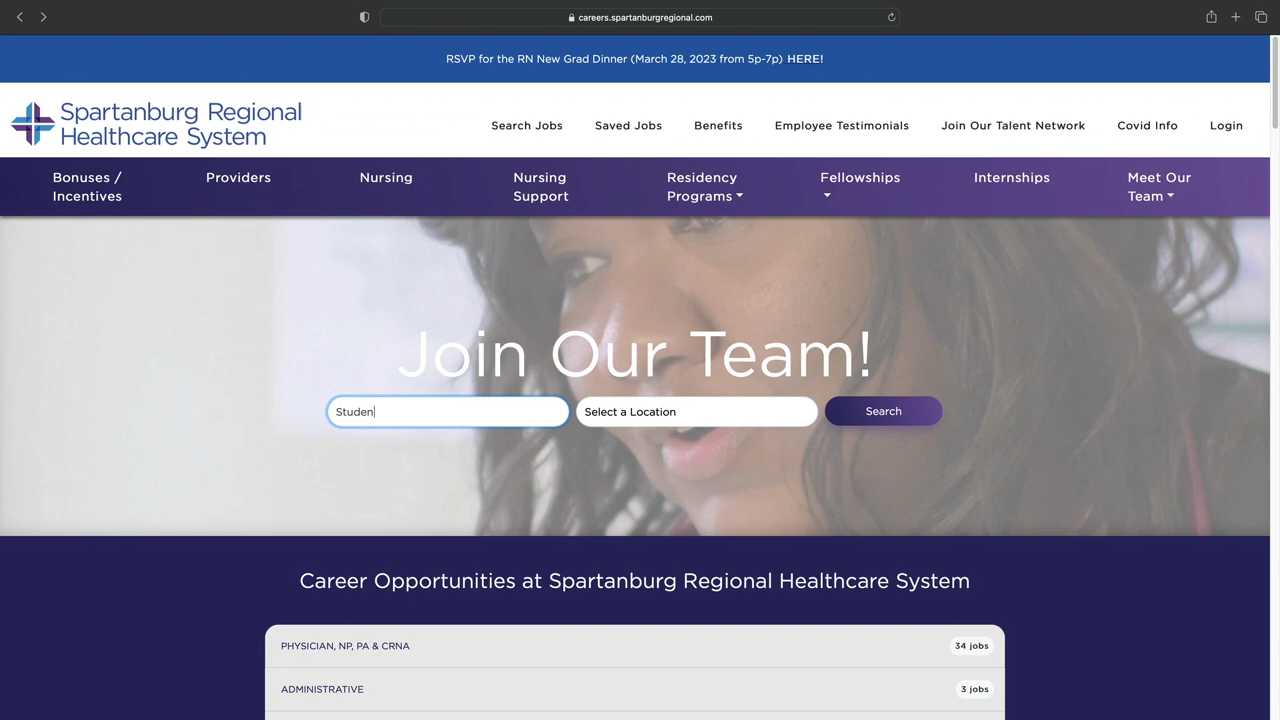 careers.spartanburgregional.com
RSVP for the RN New Grad Dinner (March 28, 2023 from 5p-7p) HERE!
Spartanburg Regional
Healthcare System
Search Jobs Saved Jobs Benefits Employee Testimonials Join Our Talent Network Covid Info Login
Bonuses / Incentives
Providers
Nursing
Nursing Support
Residency Programs
Fellowships
Internships
Meet Our Team
Join Our Team!
Studen Select a Location Search
Career Opportunities at Spartanburg Regional Healthcare System
PHYSICIAN, NP, PA & CRNA 34 jobs
ADMINISTRATIVE 3 jobs